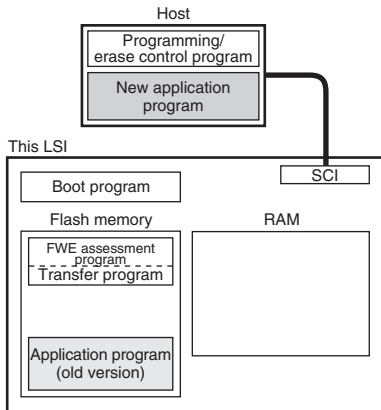 Host
Programming/
erase control program
New application
program
This LSI
SCI
Boot program
Flash memory
RAM
FWE assessment
program
Transfer program
Application program
(old version)